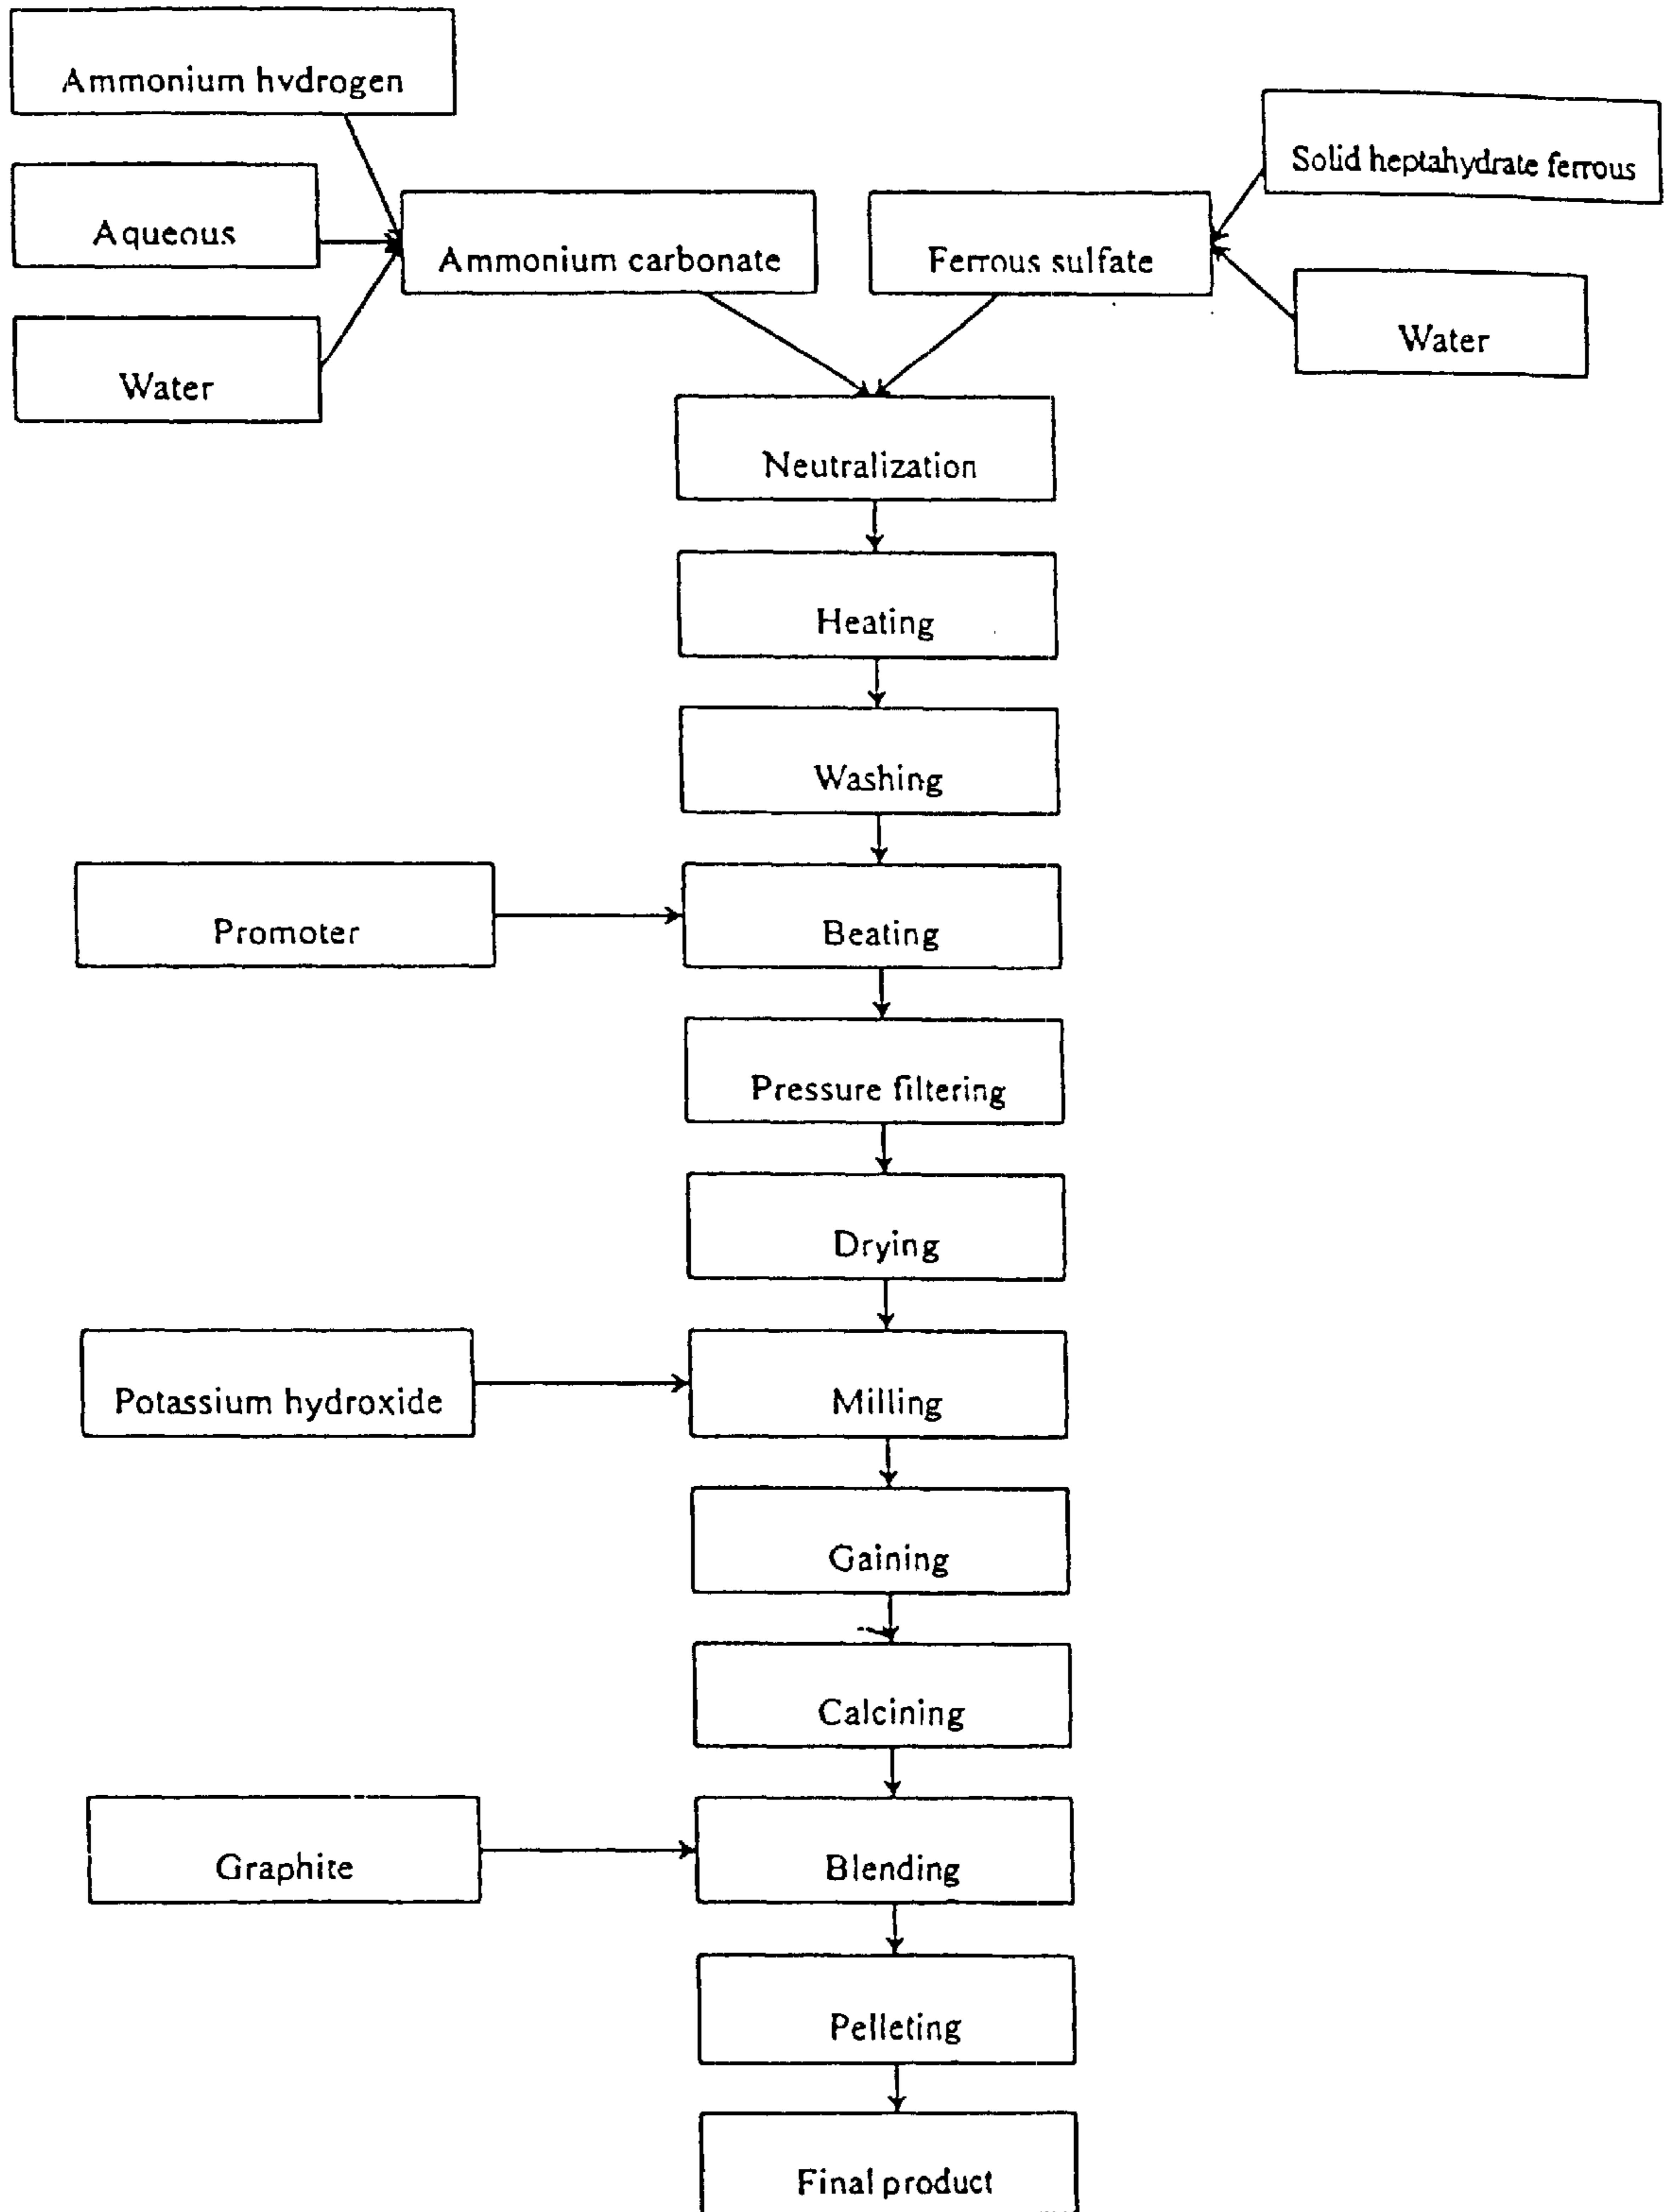 Ammonium hydrogen
Solid heptahydrate ferrous
Aqueous
Ammonium carbonate
Ferrous sulfate
Water
Water
Neutralization
Heating
Washing
Promoter
Beating
Pressure filtering
Drying
Potassium hydroxide
Milling
Gaining
Calcining
Graphite
Blending
Pelleting
Final product